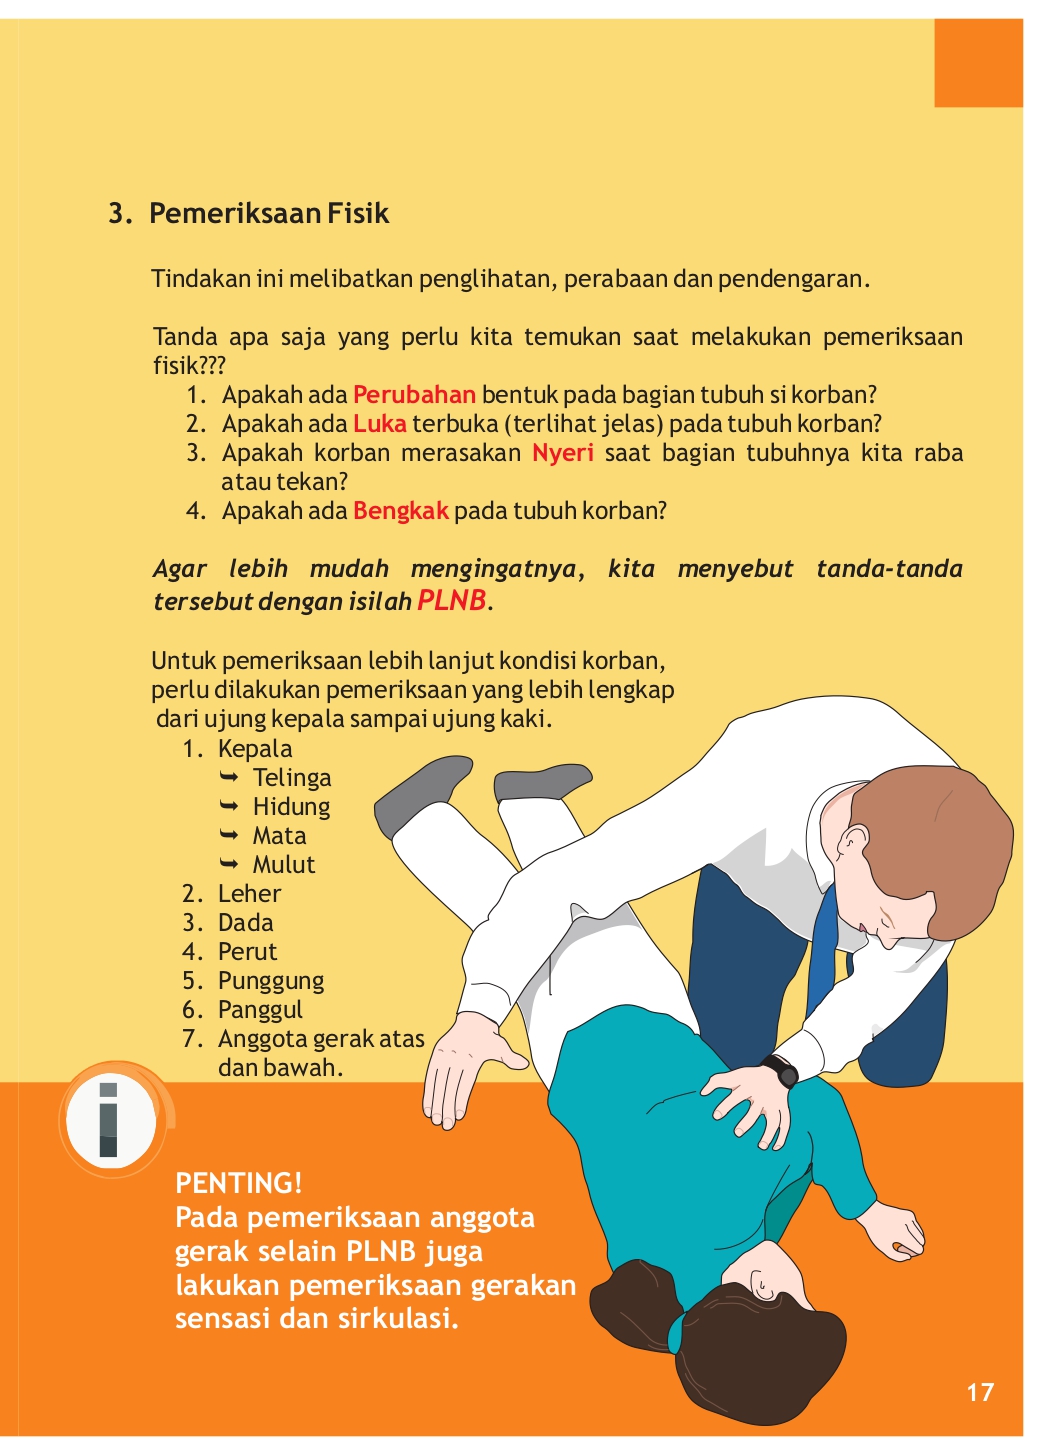 3. Pemeriksaan Fisik
Tindakan ini melibatkan penglihatan, perabaan dan pendengaran.
Tanda apa saja yang perlu kita temukan saat melakukan pemeriksaan
fisik???
1. Apakah ada Perubahan bentuk pada bagian tubuh si korban?
2. Apakah ada Luka terbuka (terlihat jelas) pada tubuh korban?
3. Apakah korban merasakan Nyeri saat bagian tubuhnya kita raba
atau tekan?
4. Apakah ada Bengkak pada tubuh korban?
Agar lebih mudah mengingatnya, kita menyebut tanda-tanda
tersebut dengan isilah PLNB.
Untuk pemeriksaan lebih lanjut kondisi korban,
perlu dilakukan pemeriksaan yang lebih lengkap
dari ujung kepala sampai ujung kaki.
1. Kepala
➥ Telinga
➥ Hidung
➥ Mata
➥ Mulut
2. Leher
3. Dada
4. Perut
5. Punggung
6. Panggul
7. Anggota gerak atas
dan bawah.
i
PENTING!
Pada pemeriksaan anggota
gerak selain PLNB juga
lakukan pemeriksaan gerakan
sensasi dan sirkulasi.
17